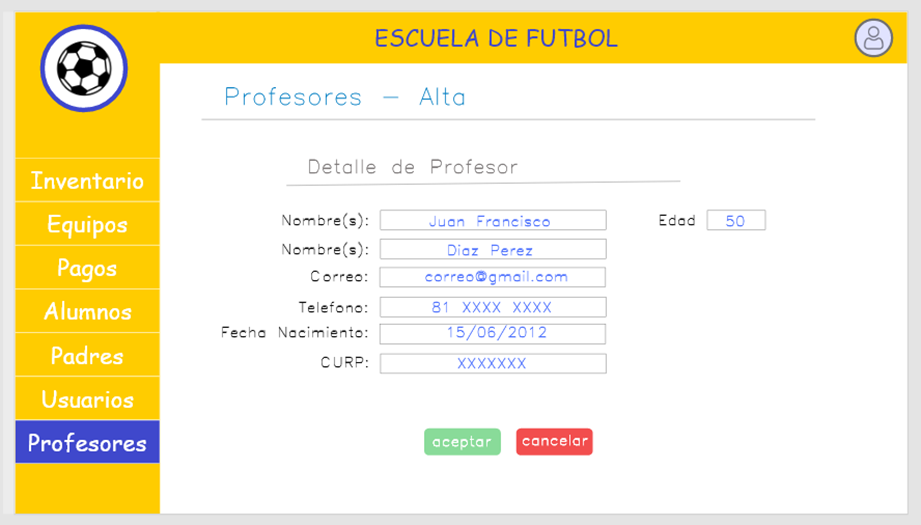 ESCUELA DE FUTBOL
Profesores - Alta
Detalle de Profesor
Nombre(s): Juan Francisco Edad 50
Nombre(s): Diaz Perez
Correo: correo@gmail.com
Telefono: 81 XXXX XXXX
Fecha Nacimiento: 15/06/2012
CURP: XXXXXXX
aceptar cancelar
Inventario
Equipos
Pagos
Alumnos
Padres
Usuarios
Profesores